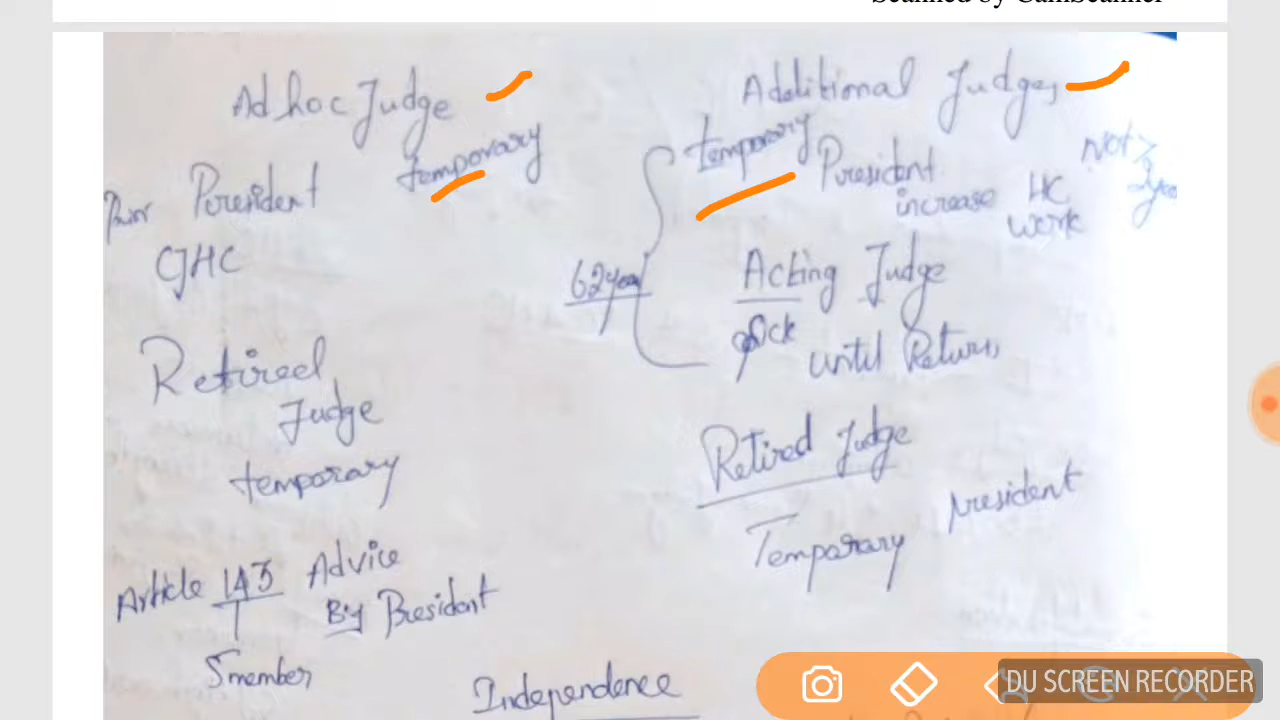 Scanned by CamScanner
Adhoc Judge
temporary
President
CJHC
Retired
Judge
temporary
Article 143 Advice
By President
5 member
Additional Judges
temporary
President
increase HC
work
Not >
62 year
Acting Judge
Sick
until Return
Retired Judge
Temporary president
Independence
DU SCREEN RECORDER